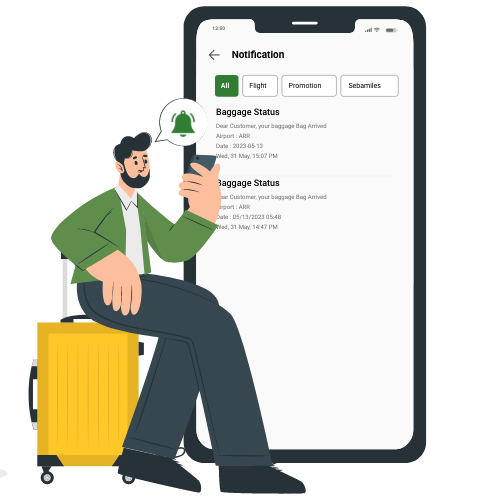 13:50
Notification
All Flight Promotion Sebamiles
Baggage Status
Dear Customer, your baggage Bag Arrived
Airport : ARR
Date : 2023-05-13
Wed, 31 May, 15:07 PM
Baggage Status
Dear Customer, your baggage Bag Arrived
Airport : ARR
Date : 05/13/2023 05:48
Wed, 31 May, 14:47 PM